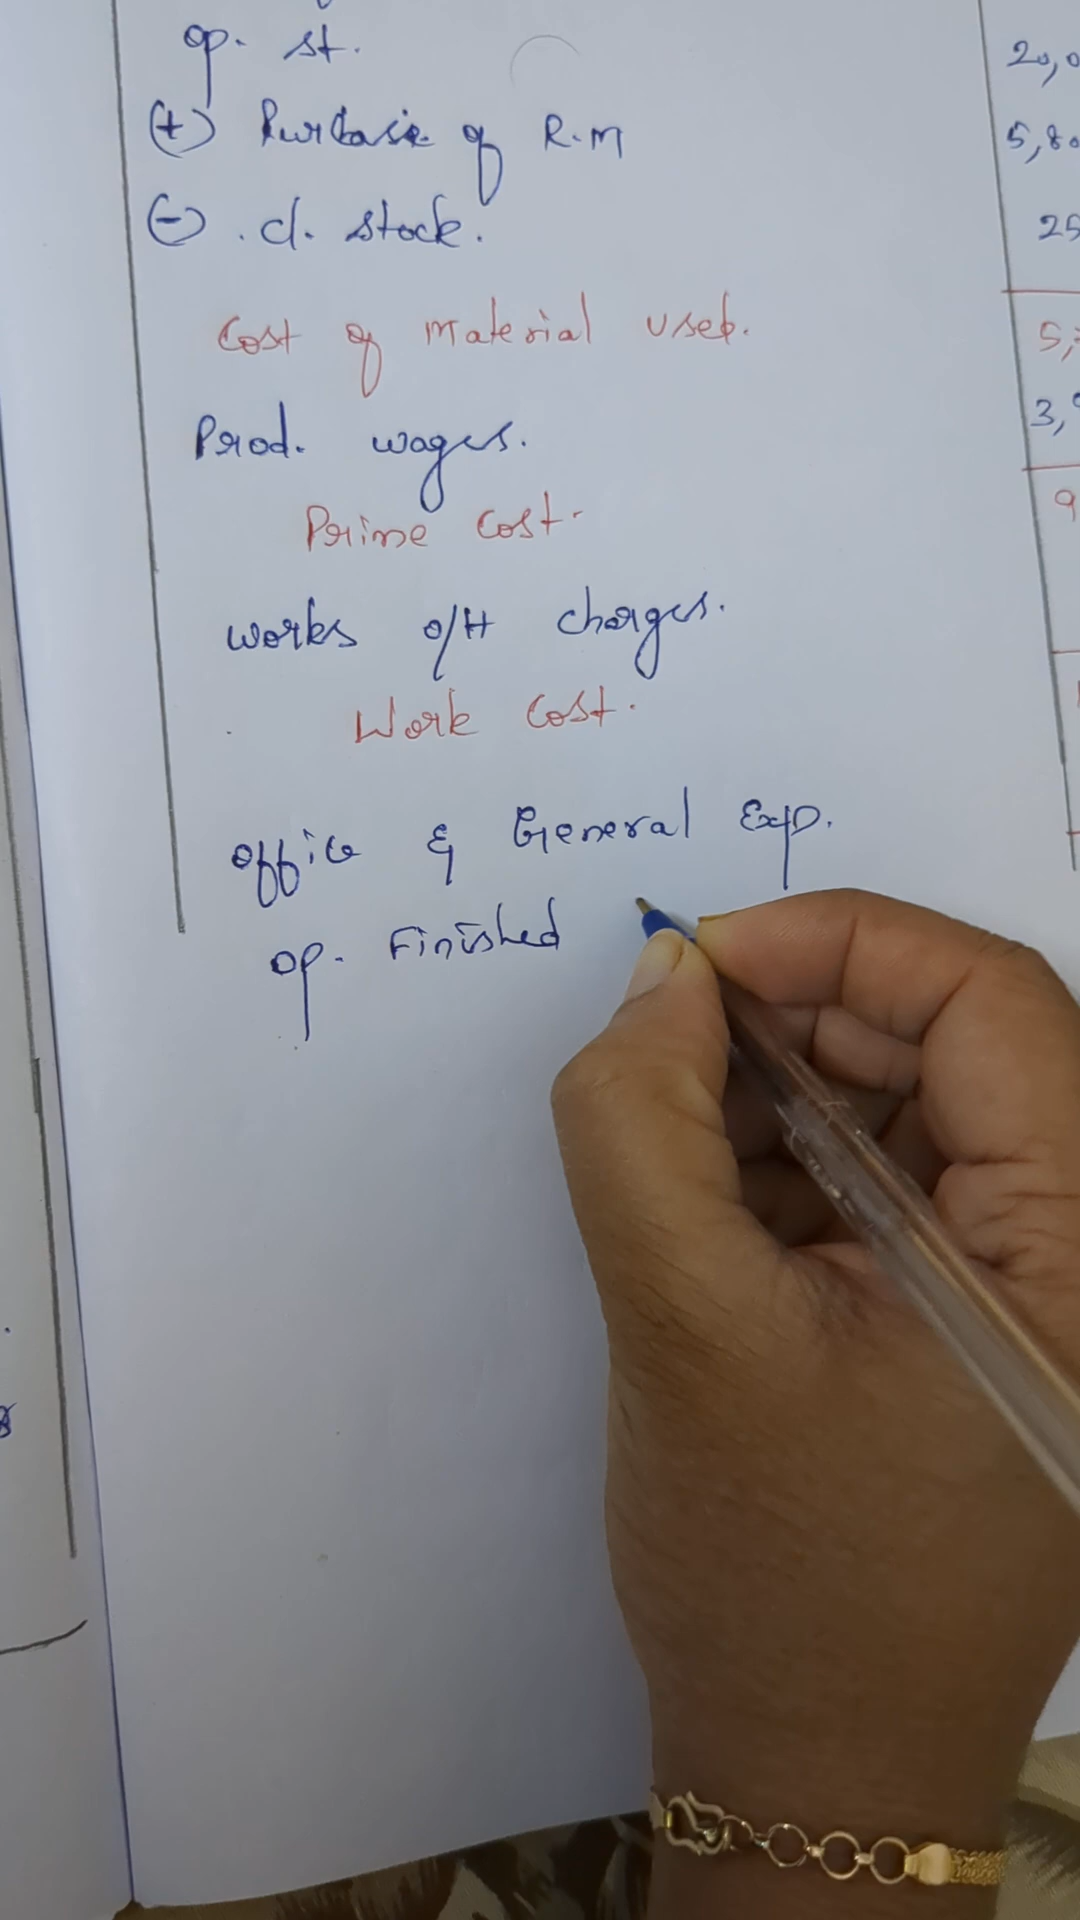 op. st. 20,0
(+) Purchase of R.M 5,80
(-) . cl. stock. 25
Cost of material used. 5,
Prod. wages. 3,9
Prime cost. 9
works o/H charges.
Work cost.
office & General Exp.
op. Finished